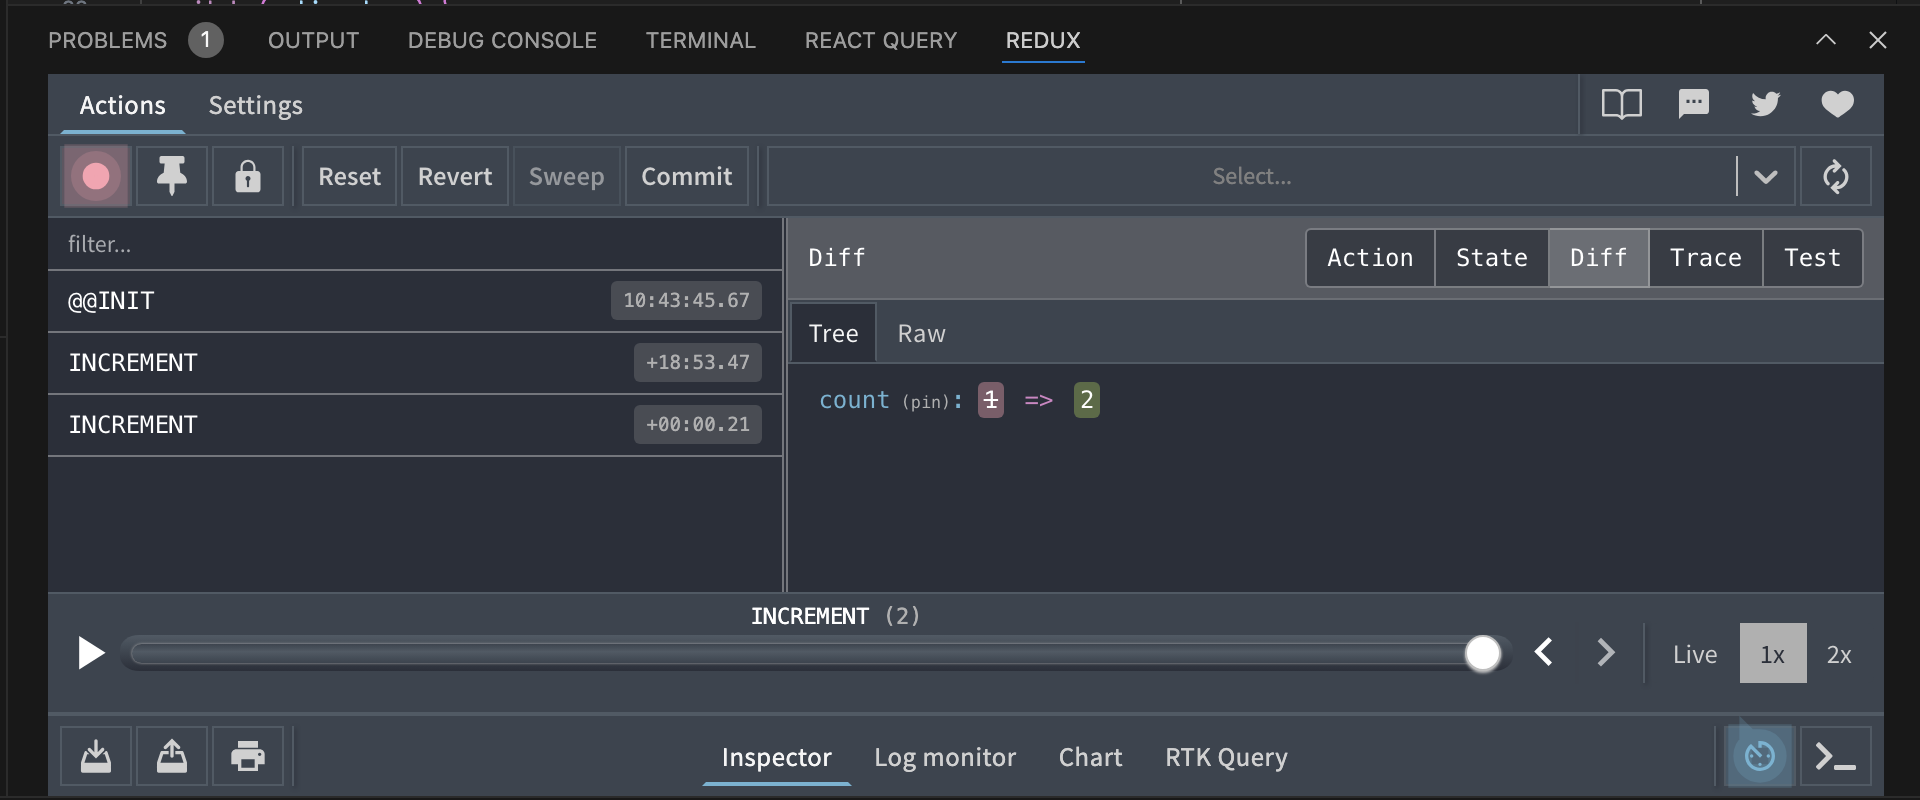 PROBLEMS 1 OUTPUT DEBUG CONSOLE TERMINAL REACT QUERY REDUX
Actions Settings
Reset Revert Sweep Commit Select...
filter...
@@INIT 10:43:45.67
INCREMENT +18:53.47
INCREMENT +00:00.21
Diff Action State Diff Trace Test
Tree Raw
count (pin): 1 => 2
INCREMENT (2)
Live 1x 2x
Inspector Log monitor Chart RTK Query